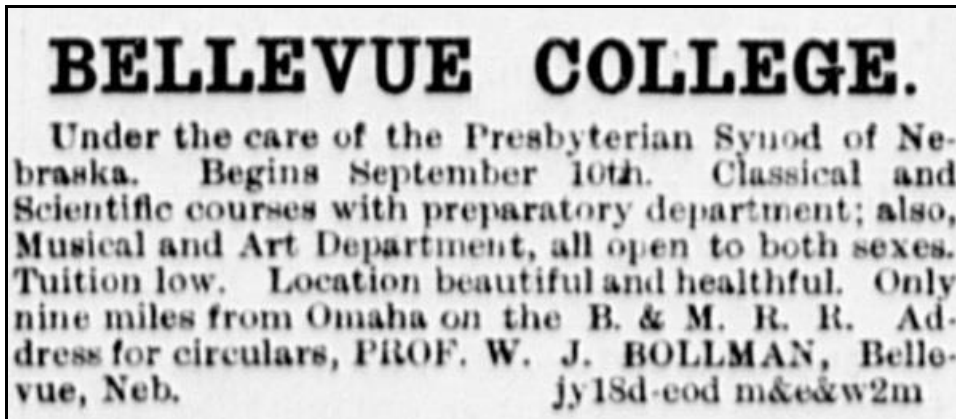 BELLEVUE COLLEGE.
Under the care of the Presbyterian Synod of Ne-
braska. Begins September 10th. Classical and
Scientific courses with preparatory department; also,
Musical and Art Department, all open to both sexes.
Tuition low. Location beautiful and healthful. Only
nine miles from Omaha on the B. & M. R. R. Ad-
dress for circulars, PROF. W. J. BOLLMAN, Belle-
vue, Neb. jy18d-eod m&e&w2m